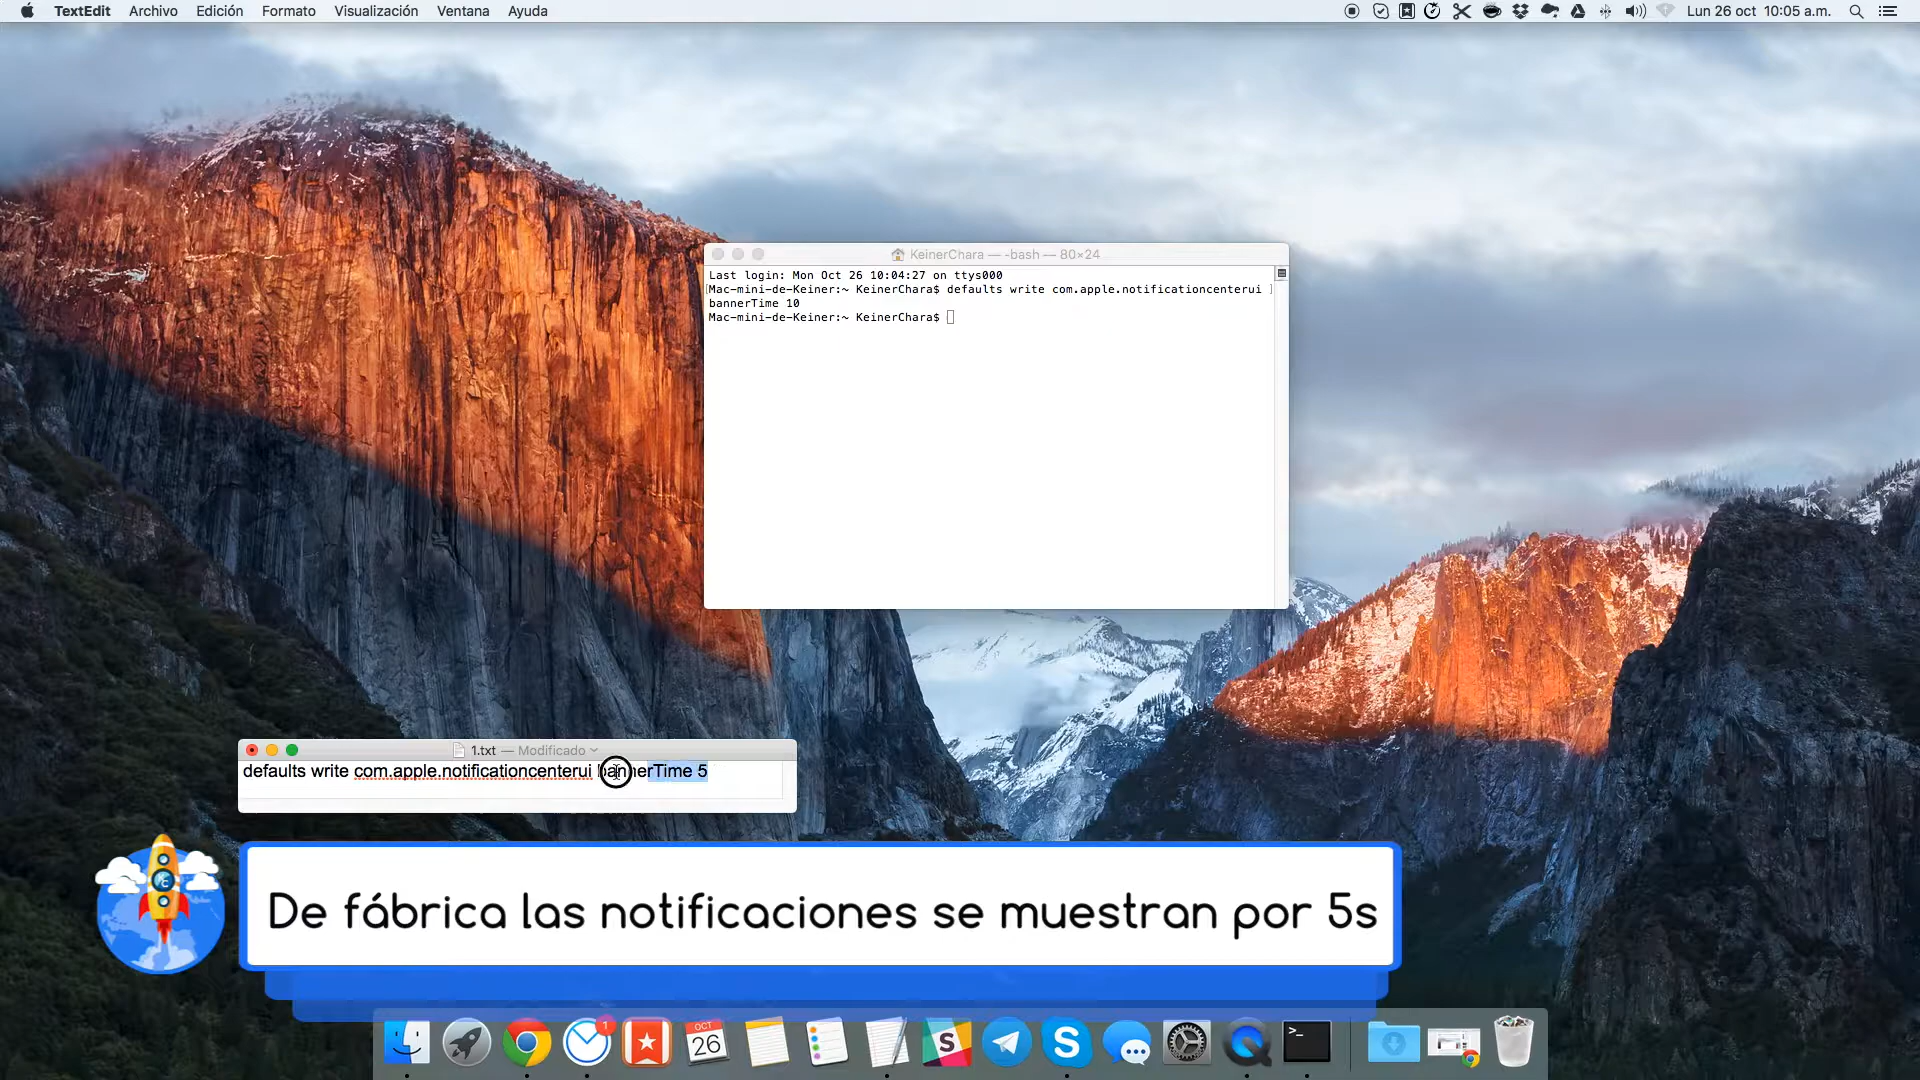 TextEdit Archivo Edición Formato Visualización Ventana Ayuda
Lun 26 oct 10:05 a.m.
KeinerChara — -bash — 80×24
Last login: Mon Oct 26 10:04:27 on ttys000
[Mac-mini-de-Keiner:~ KeinerChara$ defaults write com.apple.notificationcenterui ]
bannerTime 10
Mac-mini-de-Keiner:~ KeinerChara$
1.txt — Modificado
defaults write com.apple.notificationcenterui bannerTime 5
KC
De fábrica las notificaciones se muestran por 5s
1
OCT
26
S
S
>_